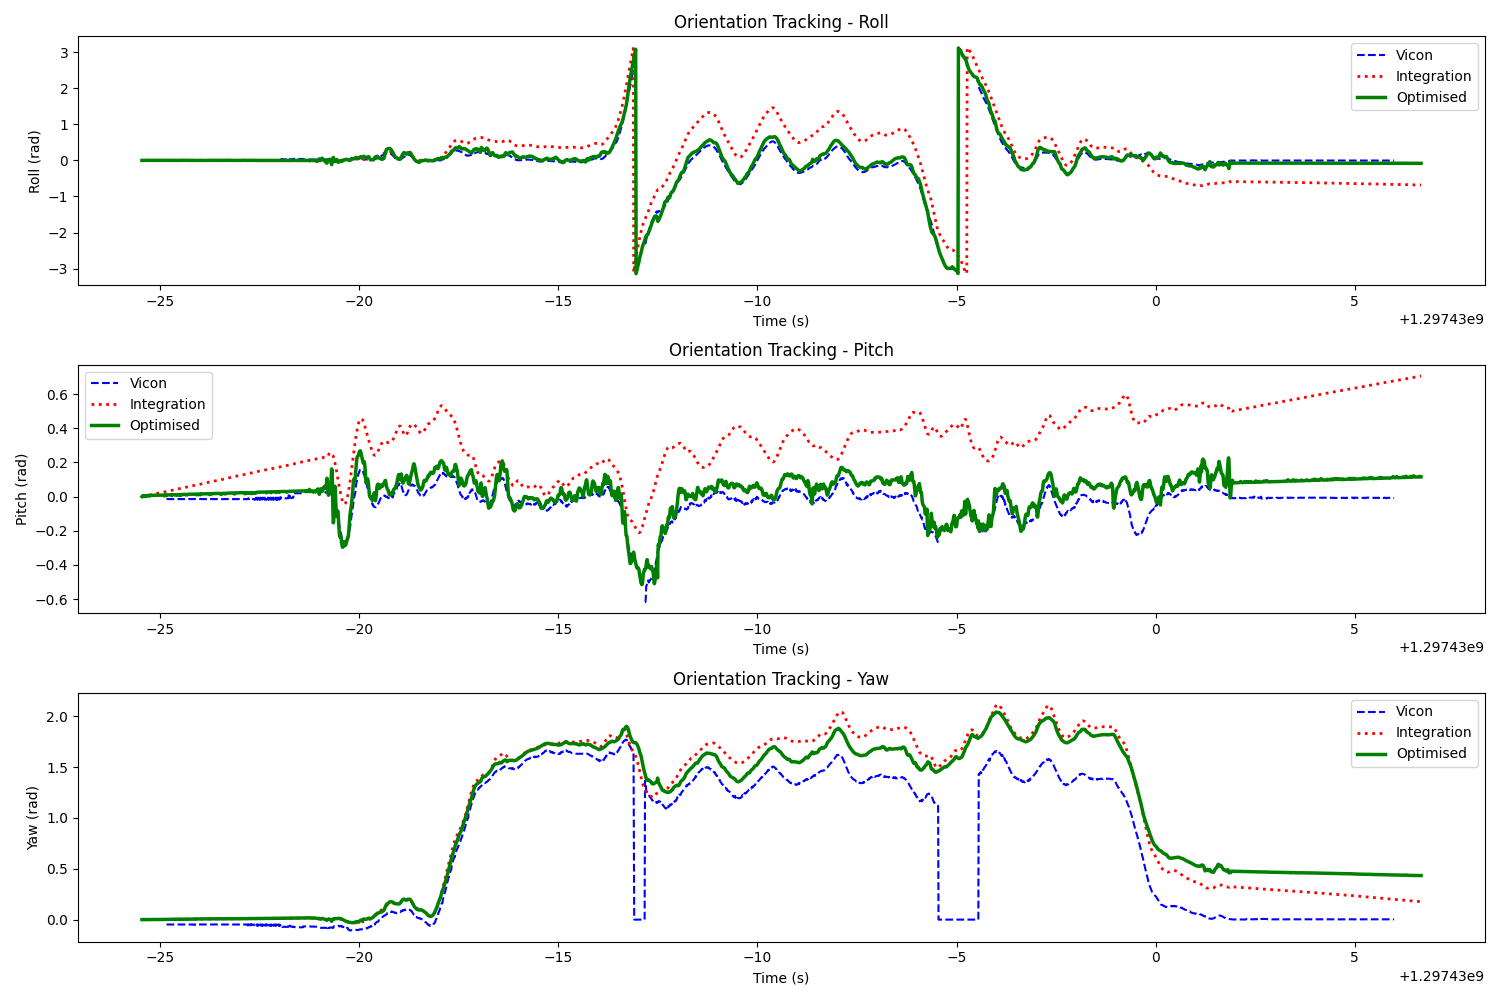 Orientation Tracking - Roll
Roll (rad)
3
2
1
0
−1
−2
−3
Vicon
Integration
Optimised
−25 −20 −15 −10 −5 0 5
Time (s)
+1.29743e9
Orientation Tracking - Pitch
Pitch (rad)
0.6
0.4
0.2
0.0
−0.2
−0.4
−0.6
Vicon
Integration
Optimised
−25 −20 −15 −10 −5 0 5
Time (s)
+1.29743e9
Orientation Tracking - Yaw
Yaw (rad)
2.0
1.5
1.0
0.5
0.0
Vicon
Integration
Optimised
−25 −20 −15 −10 −5 0 5
Time (s)
+1.29743e9